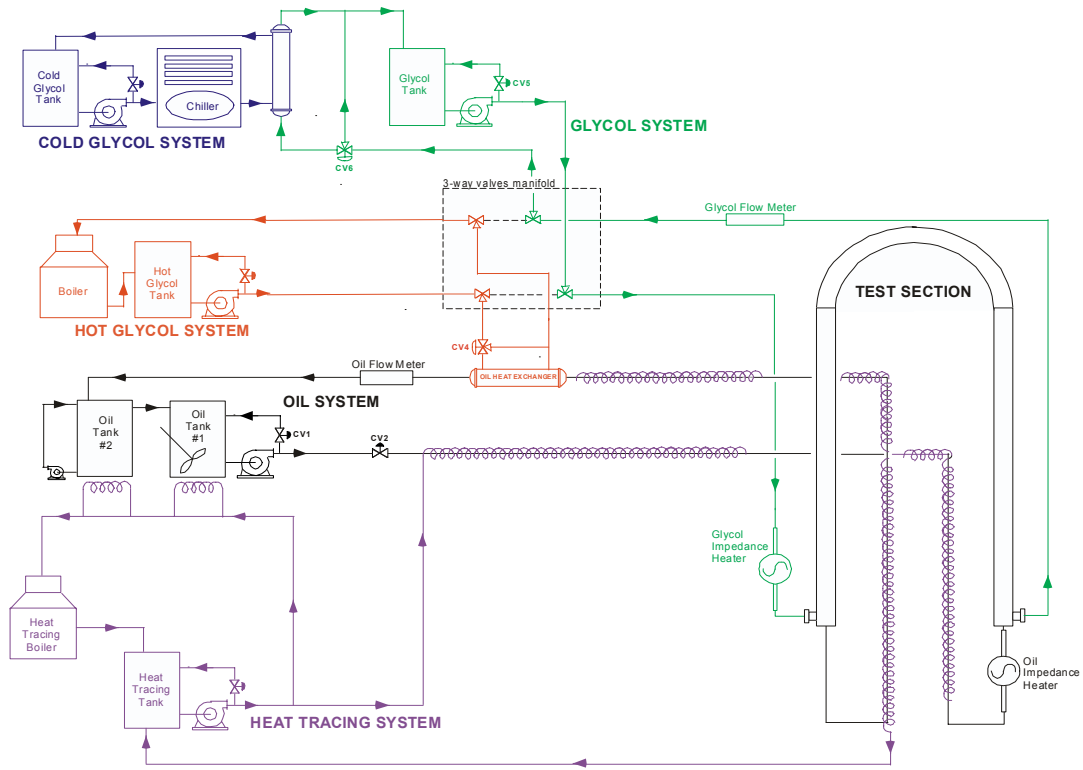 Cold
Glycol
Tank
Chiller
COLD GLYCOL SYSTEM
Glycol
Tank
CV5
GLYCOL SYSTEM
CV6
3-way valves manifold
Glycol Flow Meter
Boiler
Hot
Glycol
Tank
HOT GLYCOL SYSTEM
TEST SECTION
CV4
Oil Flow Meter
OIL HEAT EXCHANGER
OIL SYSTEM
Oil
Tank
#2
Oil
Tank
#1
CV1
CV2
Glycol
Impedance
Heater
Heat
Tracing
Boiler
Heat
Tracing
Tank
HEAT TRACING SYSTEM
Oil
Impedance
Heater